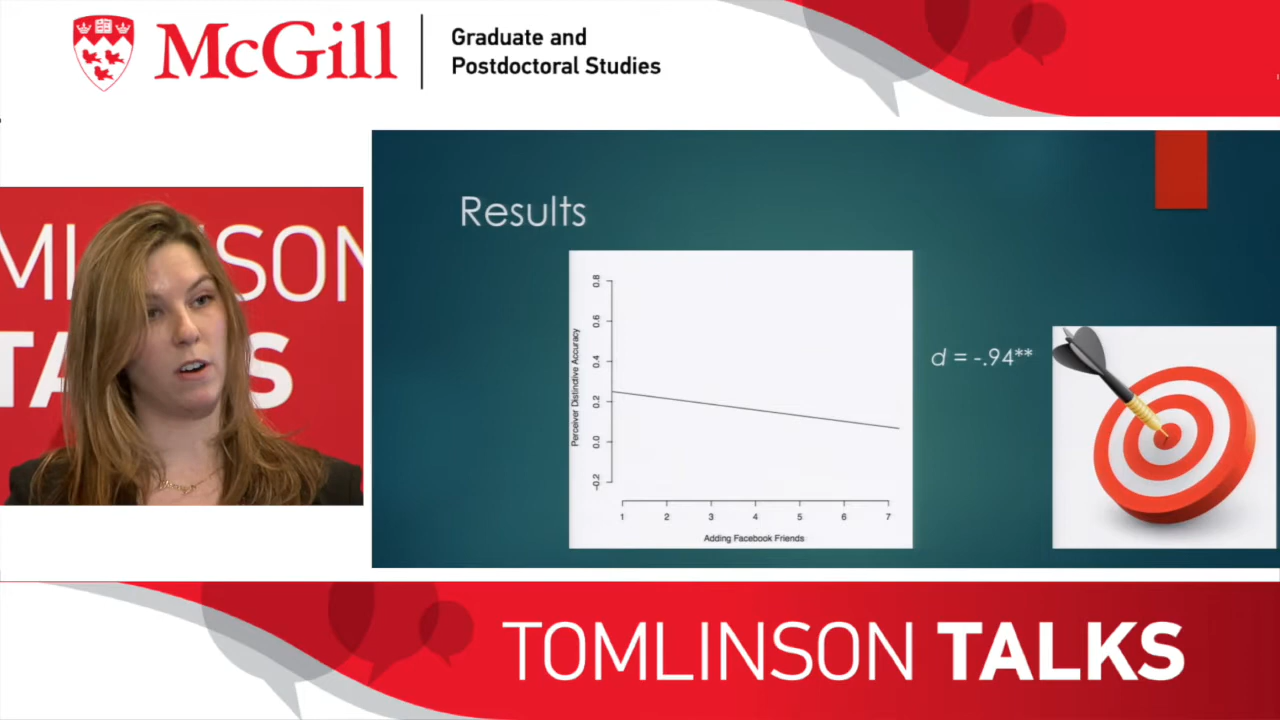 McGill
Graduate and
Postdoctoral Studies
MLINSON
TALKS
Results
Perceiver Distinctive Accuracy
0.8
0.6
0.4
0.2
0.0
-0.2
1 2 3 4 5 6 7
Adding Facebook Friends
d = -.94**
TOMLINSON TALKS